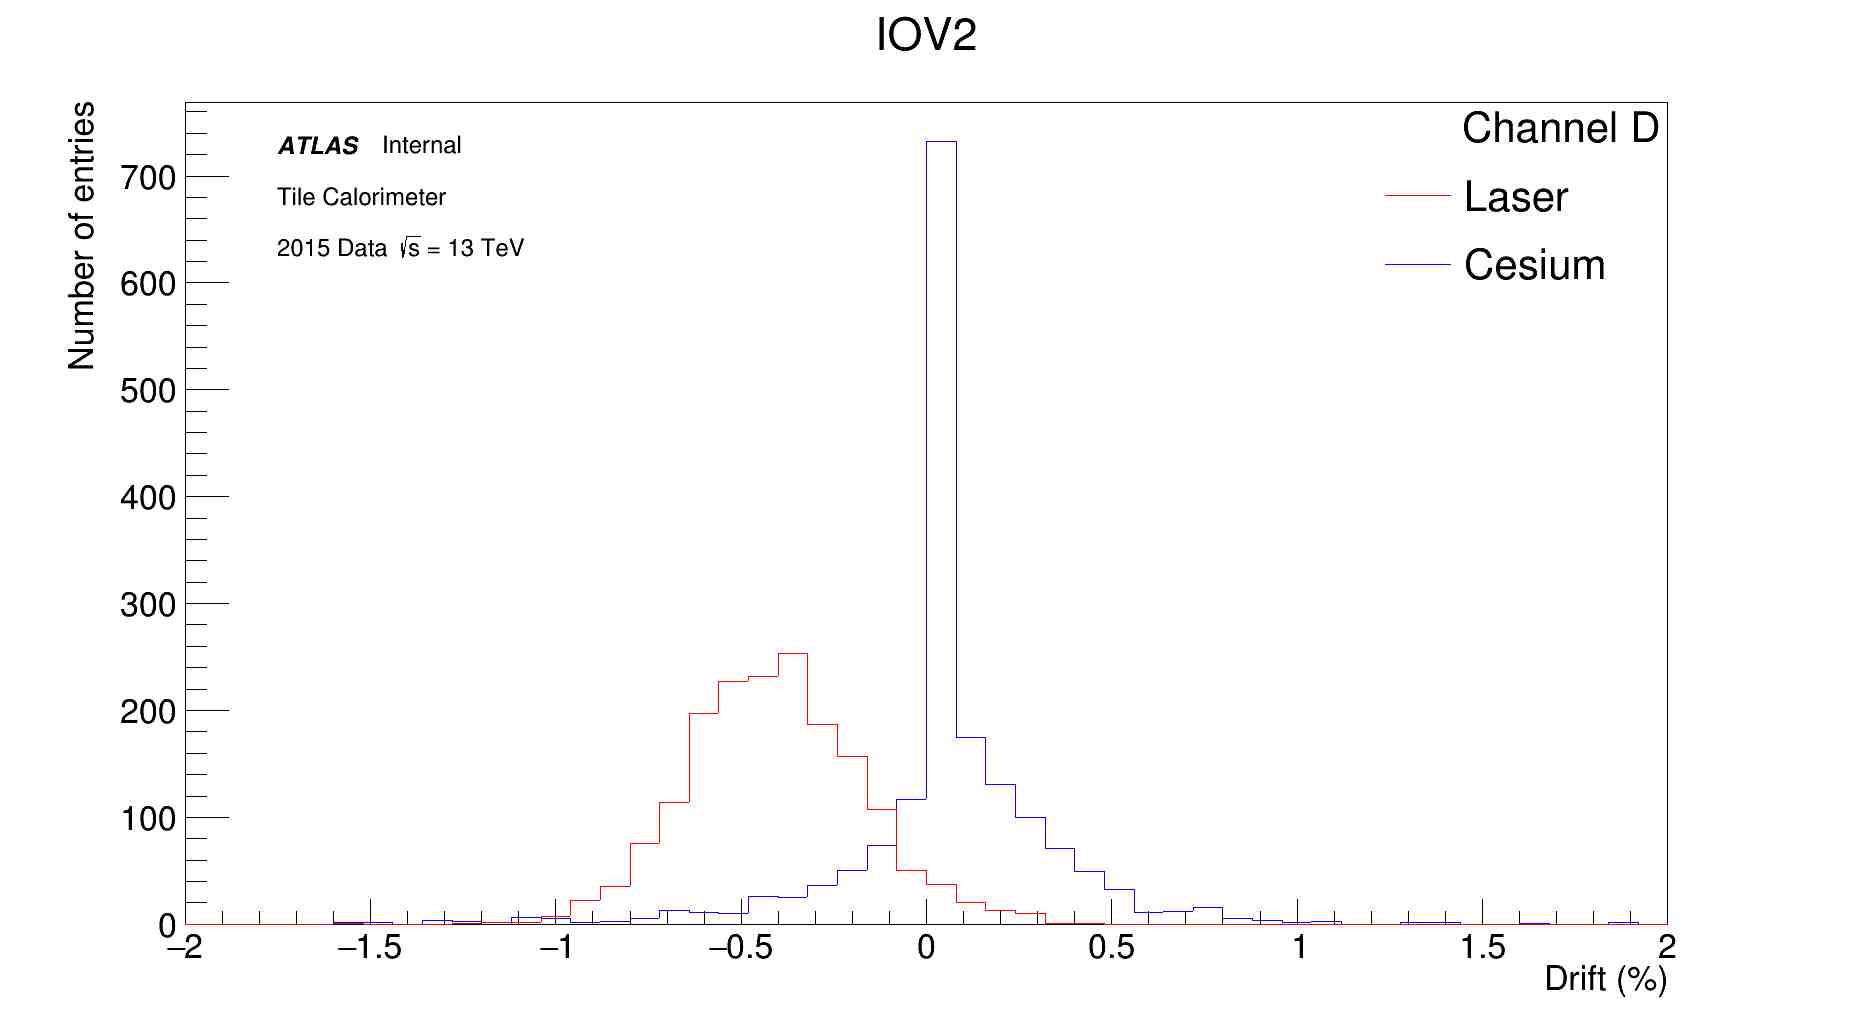 IOV2
Number of entries
ATLAS Internal
Tile Calorimeter
2015 Data √s = 13 TeV
Channel D
Laser
Cesium
700
600
500
400
300
200
100
0
−2 −1.5 −1 −0.5 0 0.5 1 1.5 2
Drift (%)